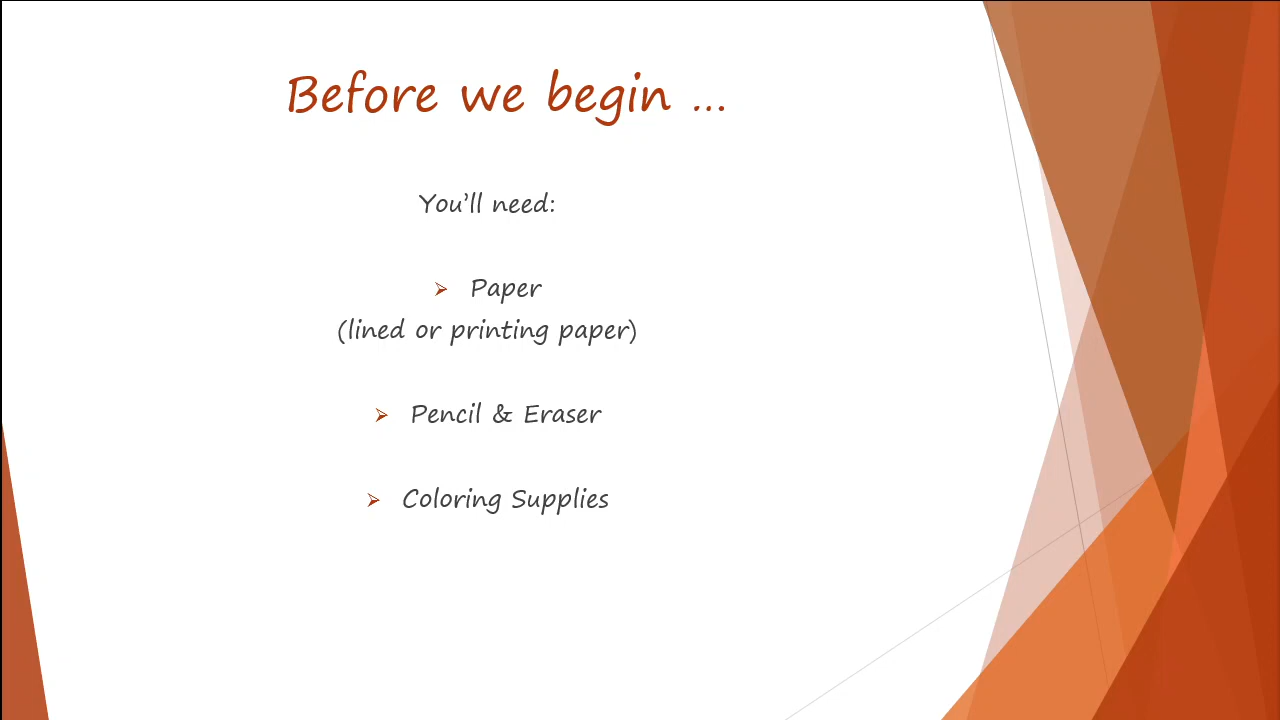 Before we begin ...
You'll need:
➢ Paper
(lined or printing paper)
➢ Pencil & Eraser
➢ Coloring Supplies